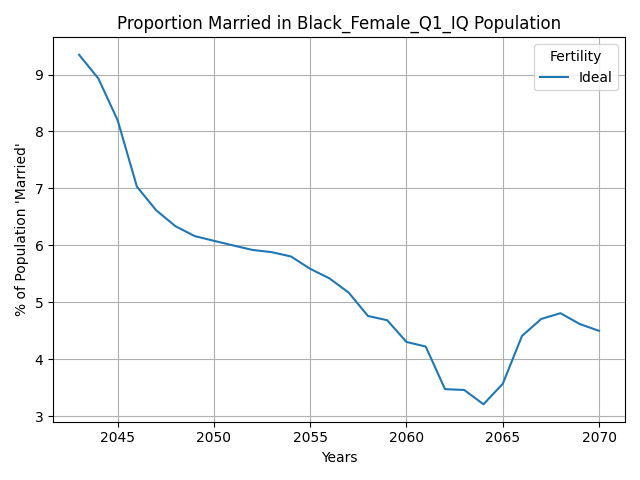 Proportion Married in Black_Female_Q1_IQ Population
Fertility
Ideal
% of Population 'Married'
9
8
7
6
5
4
3
2045 2050 2055 2060 2065 2070
Years